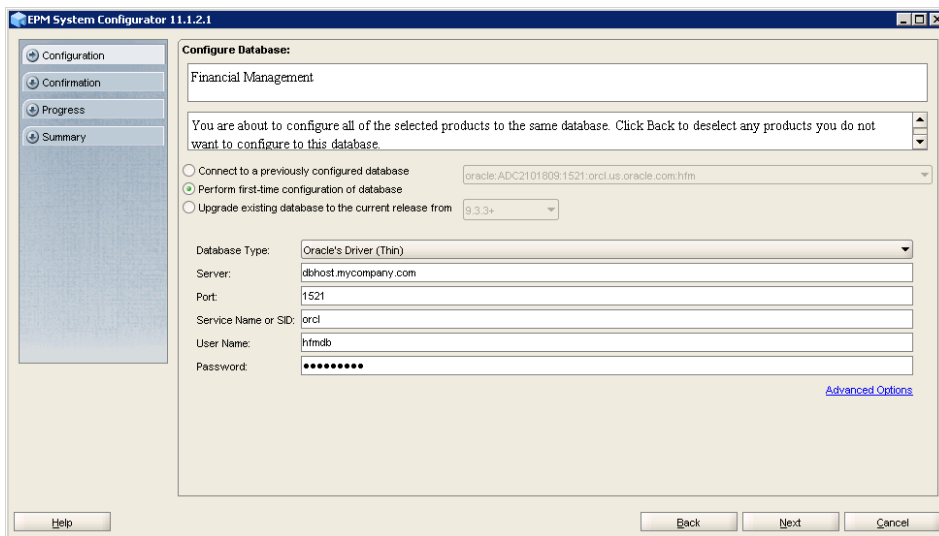 EPM System Configurator 11.1.2.1
Configuration
Confirmation
Progress
Summary
Configure Database:
Financial Management
You are about to configure all of the selected products to the same database. Click Back to deselect any products you do not
want to configure to this database.
Connect to a previously configured database oracle:ADC2101809:1521:orcl.us.oracle.com:hfm
Perform first-time configuration of database
Upgrade existing database to the current release from 9.3.3+
Database Type: Oracle's Driver (Thin)
Server: dbhost.mycompany.com
Port: 1521
Service Name or SID: orcl
User Name: hfmdb
Password: ●●●●●●●●●
Advanced Options
Help Back Next Cancel